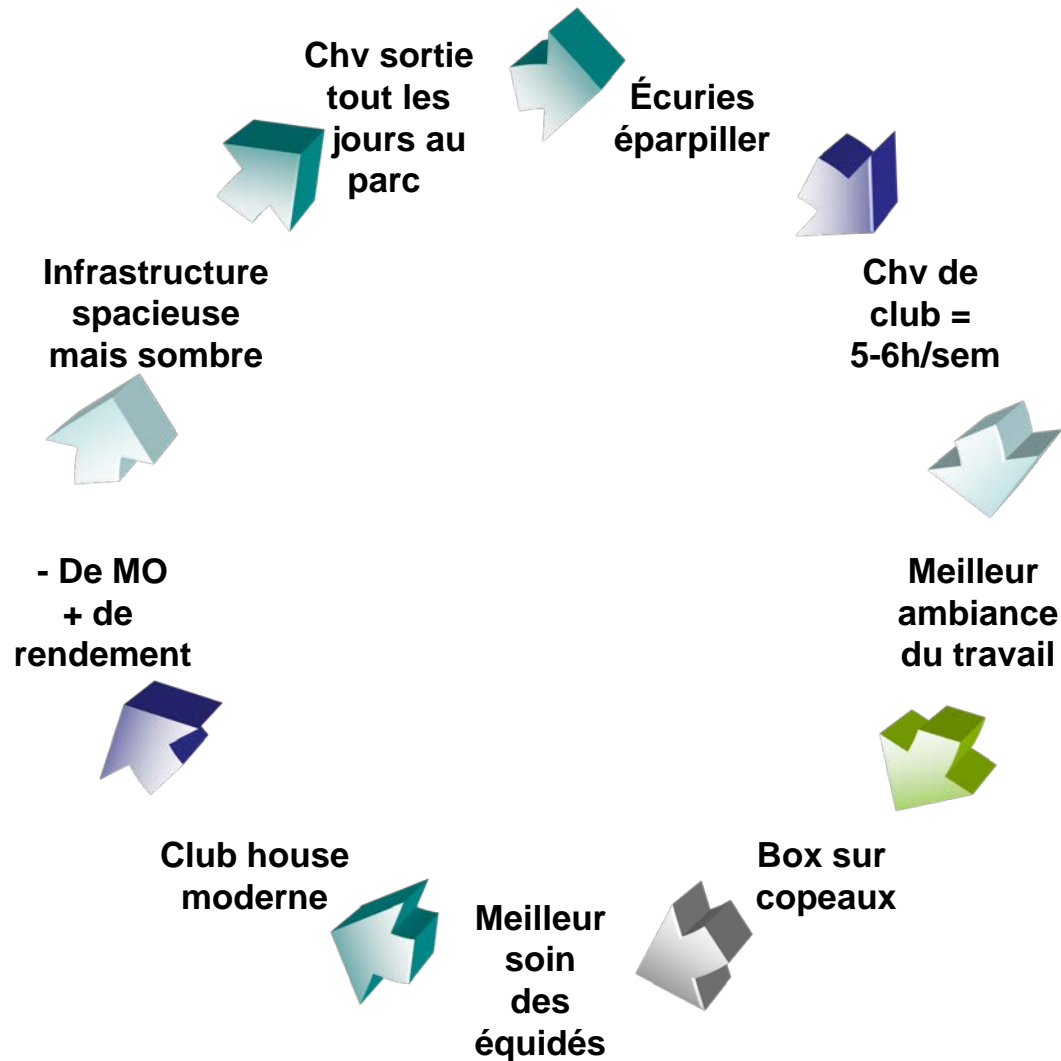 Chv sortie
tout les
jours au
parc
Écuries
éparpiller
Chv de
club =
5-6h/sem
Meilleur
ambiance
du travail
Box sur
copeaux
Meilleur
soin
des
équidés
Club house
moderne
- De MO
+ de
rendement
Infrastructure
spacieuse
mais sombre